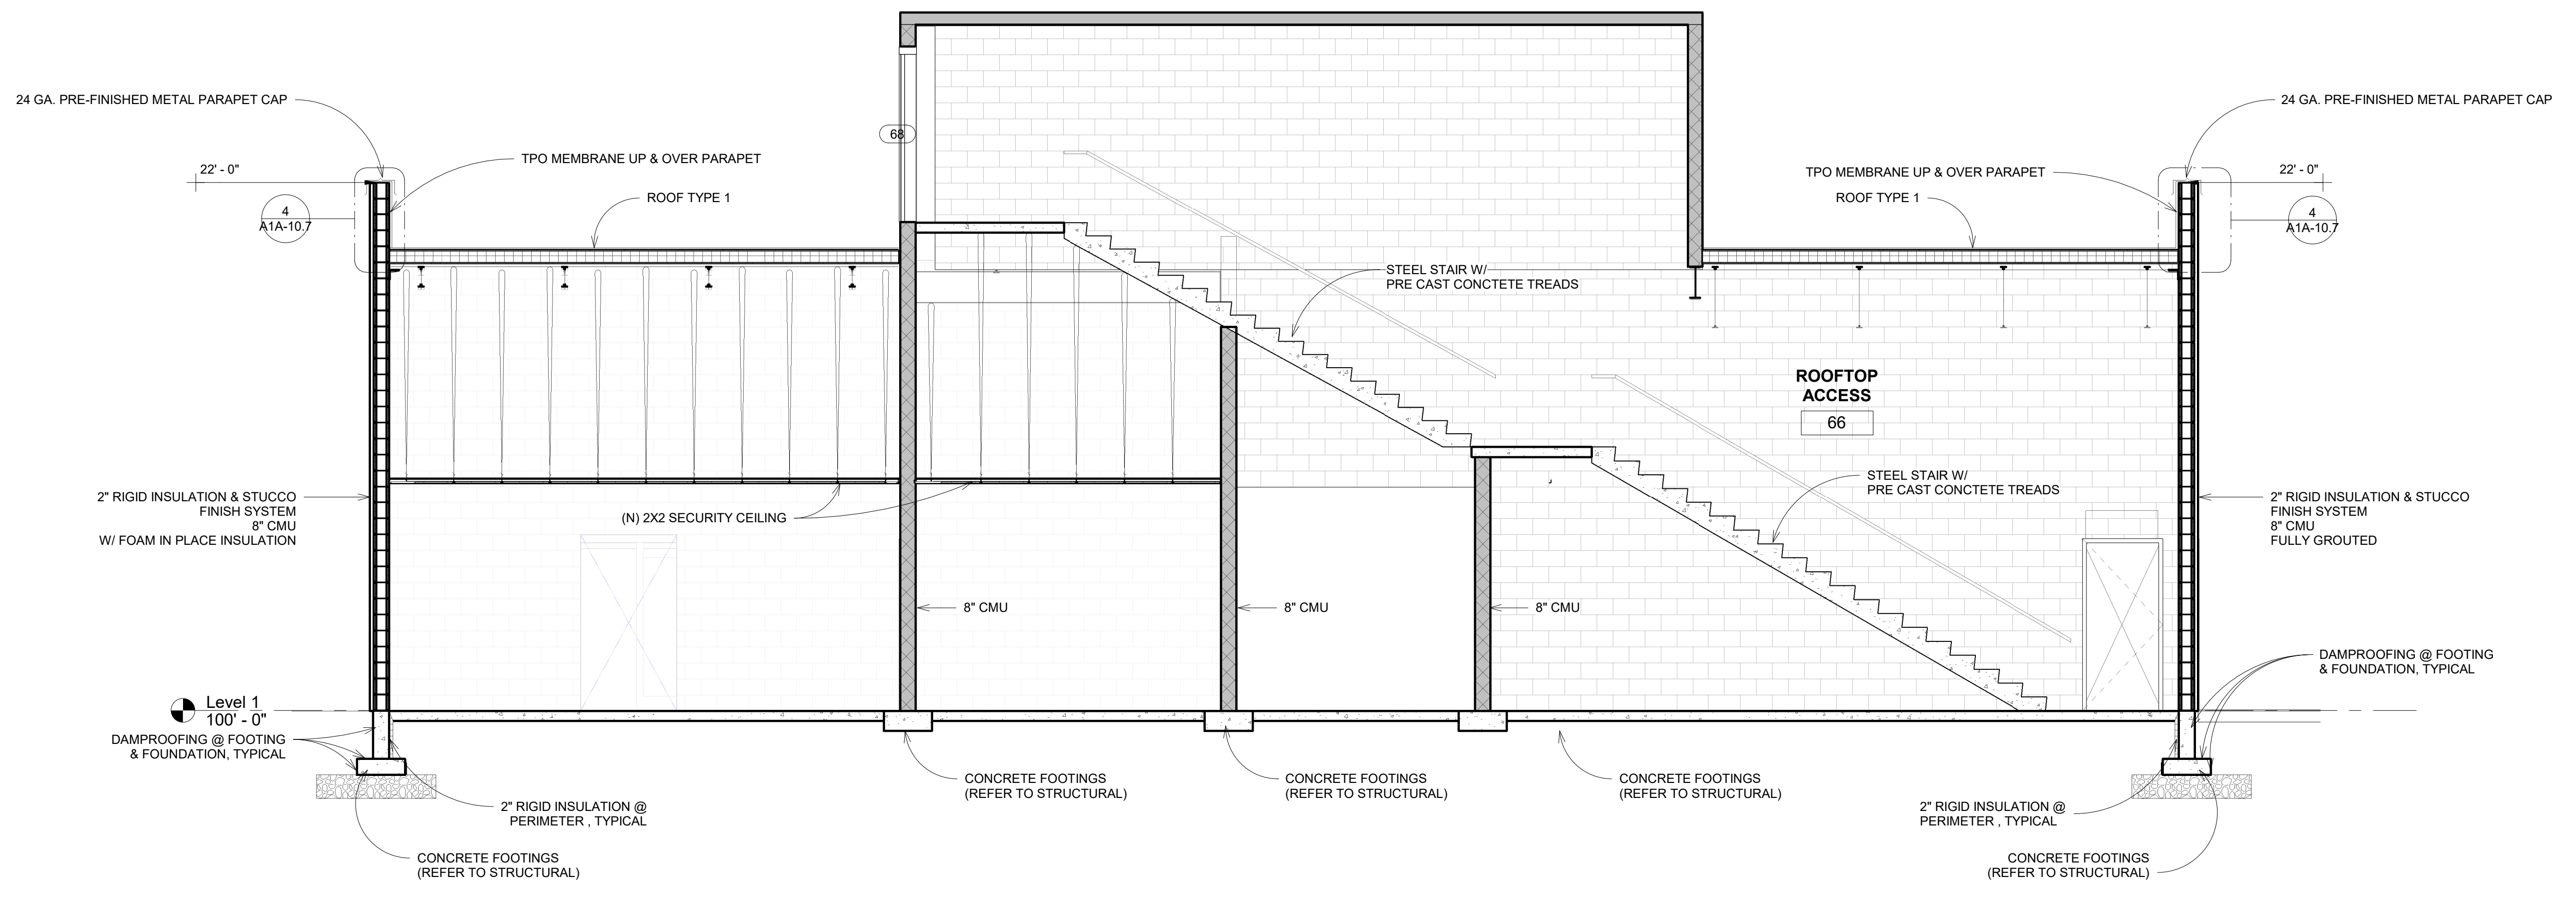 24 GA. PRE-FINISHED METAL PARAPET CAP
24 GA. PRE-FINISHED METAL PARAPET CAP
68
TPO MEMBRANE UP & OVER PARAPET
22' - 0"
ROOF TYPE 1
4
A1A-10.7
TPO MEMBRANE UP & OVER PARAPET
22' - 0"
ROOF TYPE 1
4
A1A-10.7
STEEL STAIR W/
PRE CAST CONCTETE TREADS
ROOFTOP
ACCESS
66
STEEL STAIR W/
PRE CAST CONCTETE TREADS
2" RIGID INSULATION & STUCCO
FINISH SYSTEM
8" CMU
W/ FOAM IN PLACE INSULATION
(N) 2X2 SECURITY CEILING
2" RIGID INSULATION & STUCCO
FINISH SYSTEM
8" CMU
FULLY GROUTED
8" CMU
8" CMU
8" CMU
DAMPROOFING @ FOOTING
& FOUNDATION, TYPICAL
Level 1
100' - 0"
DAMPROOFING @ FOOTING
& FOUNDATION, TYPICAL
CONCRETE FOOTINGS
(REFER TO STRUCTURAL)
CONCRETE FOOTINGS
(REFER TO STRUCTURAL)
CONCRETE FOOTINGS
(REFER TO STRUCTURAL)
2" RIGID INSULATION @
PERIMETER , TYPICAL
2" RIGID INSULATION @
PERIMETER , TYPICAL
CONCRETE FOOTINGS
(REFER TO STRUCTURAL)
CONCRETE FOOTINGS
(REFER TO STRUCTURAL)